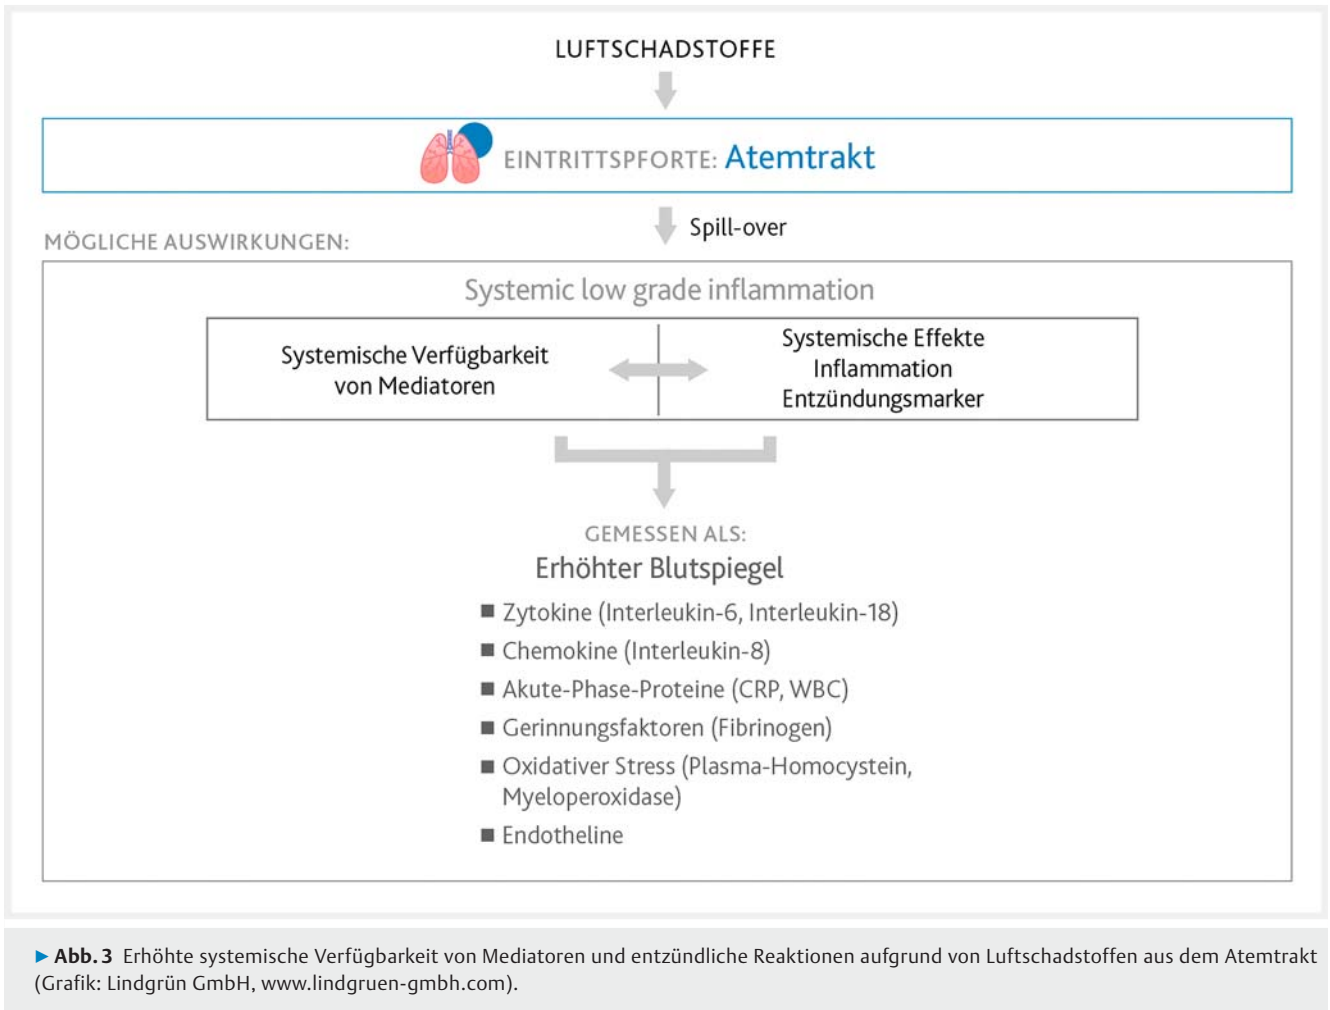 LUFTSCHADSTOFFE
EINTRITTSPFORTE: Atemtrakt
Spill-over
MÖGLICHE AUSWIRKUNGEN:
Systemic low grade inflammation
Systemische Verfügbarkeit
von Mediatoren
Systemische Effekte
Inflammation
Entzündungsmarker
GEMESSEN ALS:
Erhöhter Blutspiegel
■ Zytokine (Interleukin-6, Interleukin-18)
■ Chemokine (Interleukin-8)
■ Akute-Phase-Proteine (CRP, WBC)
■ Gerinnungsfaktoren (Fibrinogen)
■ Oxidativer Stress (Plasma-Homocystein,
Myeloperoxidase)
■ Endotheline
▶ Abb. 3 Erhöhte systemische Verfügbarkeit von Mediatoren und entzündliche Reaktionen aufgrund von Luftschadstoffen aus dem Atemtrakt
(Grafik: Lindgrün GmbH, www.lindgruen-gmbh.com).